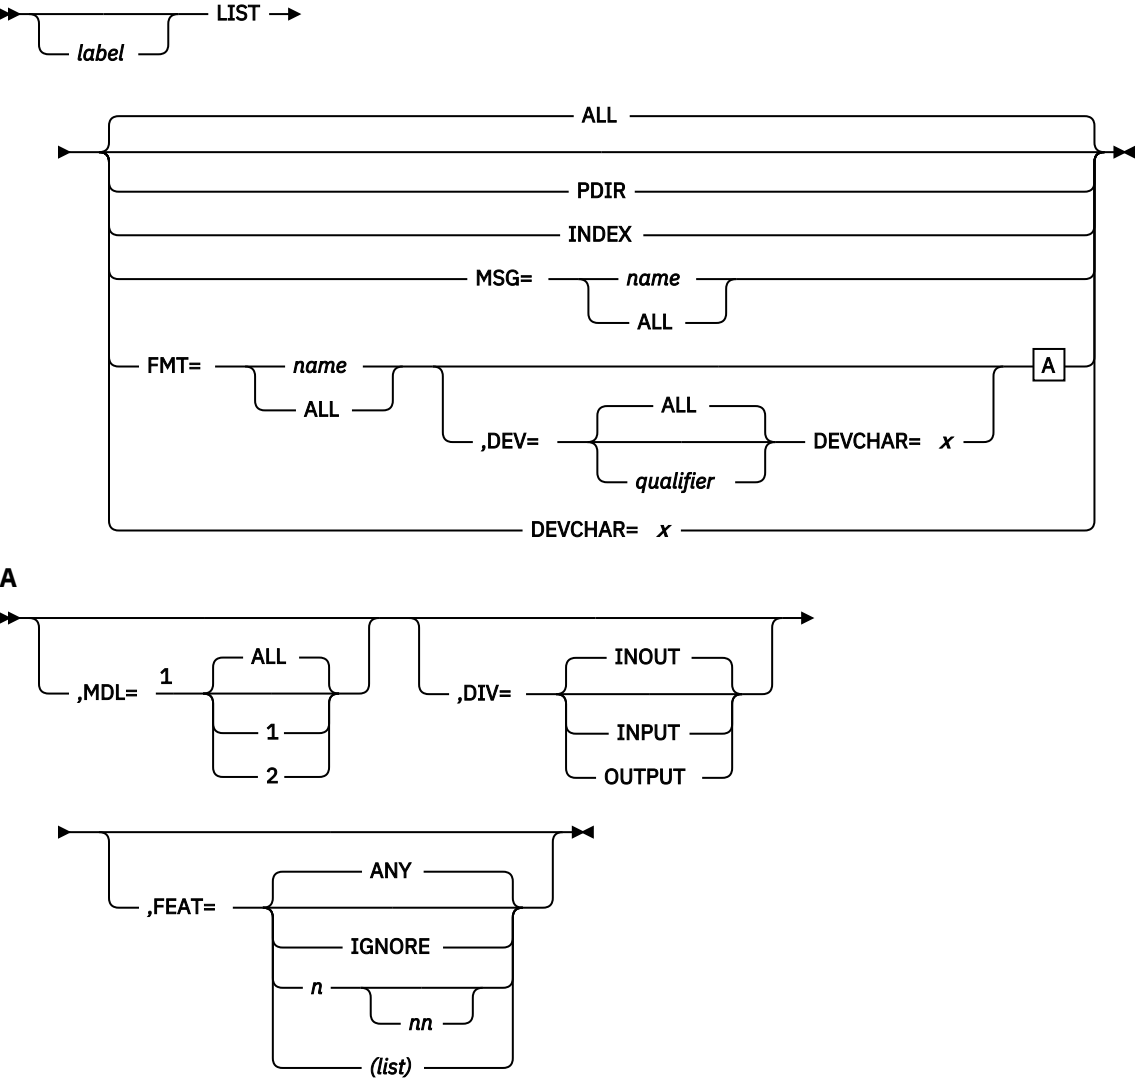 LIST
label
ALL
PDIR
INDEX
MSG= name
ALL
FMT= name A
ALL
ALL
,DEV= DEVCHAR= x
qualifier
DEVCHAR= x
A
ALL INOUT
,MDL= 1 ,DIV=
1 INPUT
2 OUTPUT
ANY
,FEAT=
IGNORE
n
nn
(list)